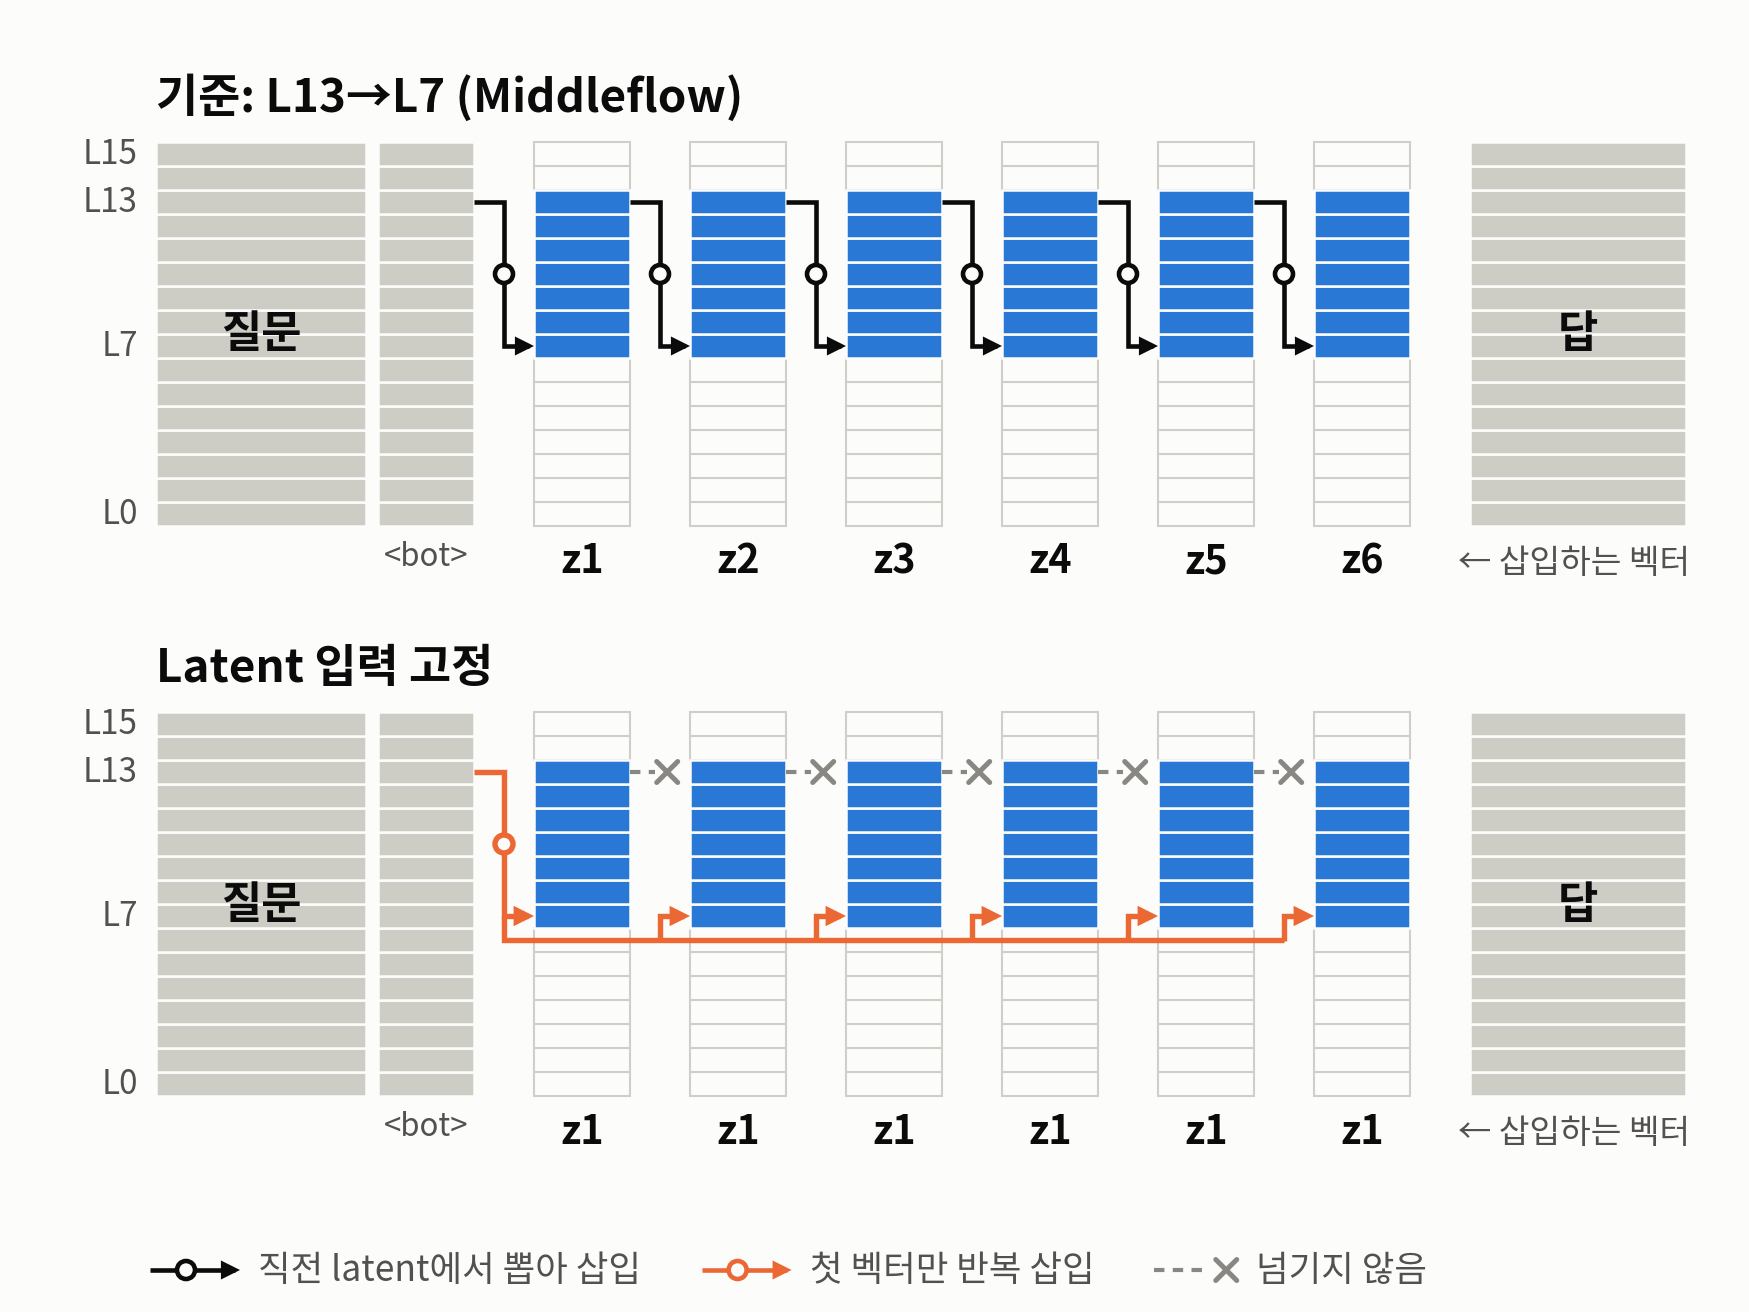 기준: L13→L7 (Middleflow)
L15
L13
L7
L0
질문
답
<bot>
z1 z2 z3 z4 z5 z6
← 삽입하는 벡터
Latent 입력 고정
L15
L13
L7
L0
질문
답
<bot>
z1 z1 z1 z1 z1 z1
← 삽입하는 벡터
직전 latent에서 뽑아 삽입
첫 벡터만 반복 삽입
넘기지 않음